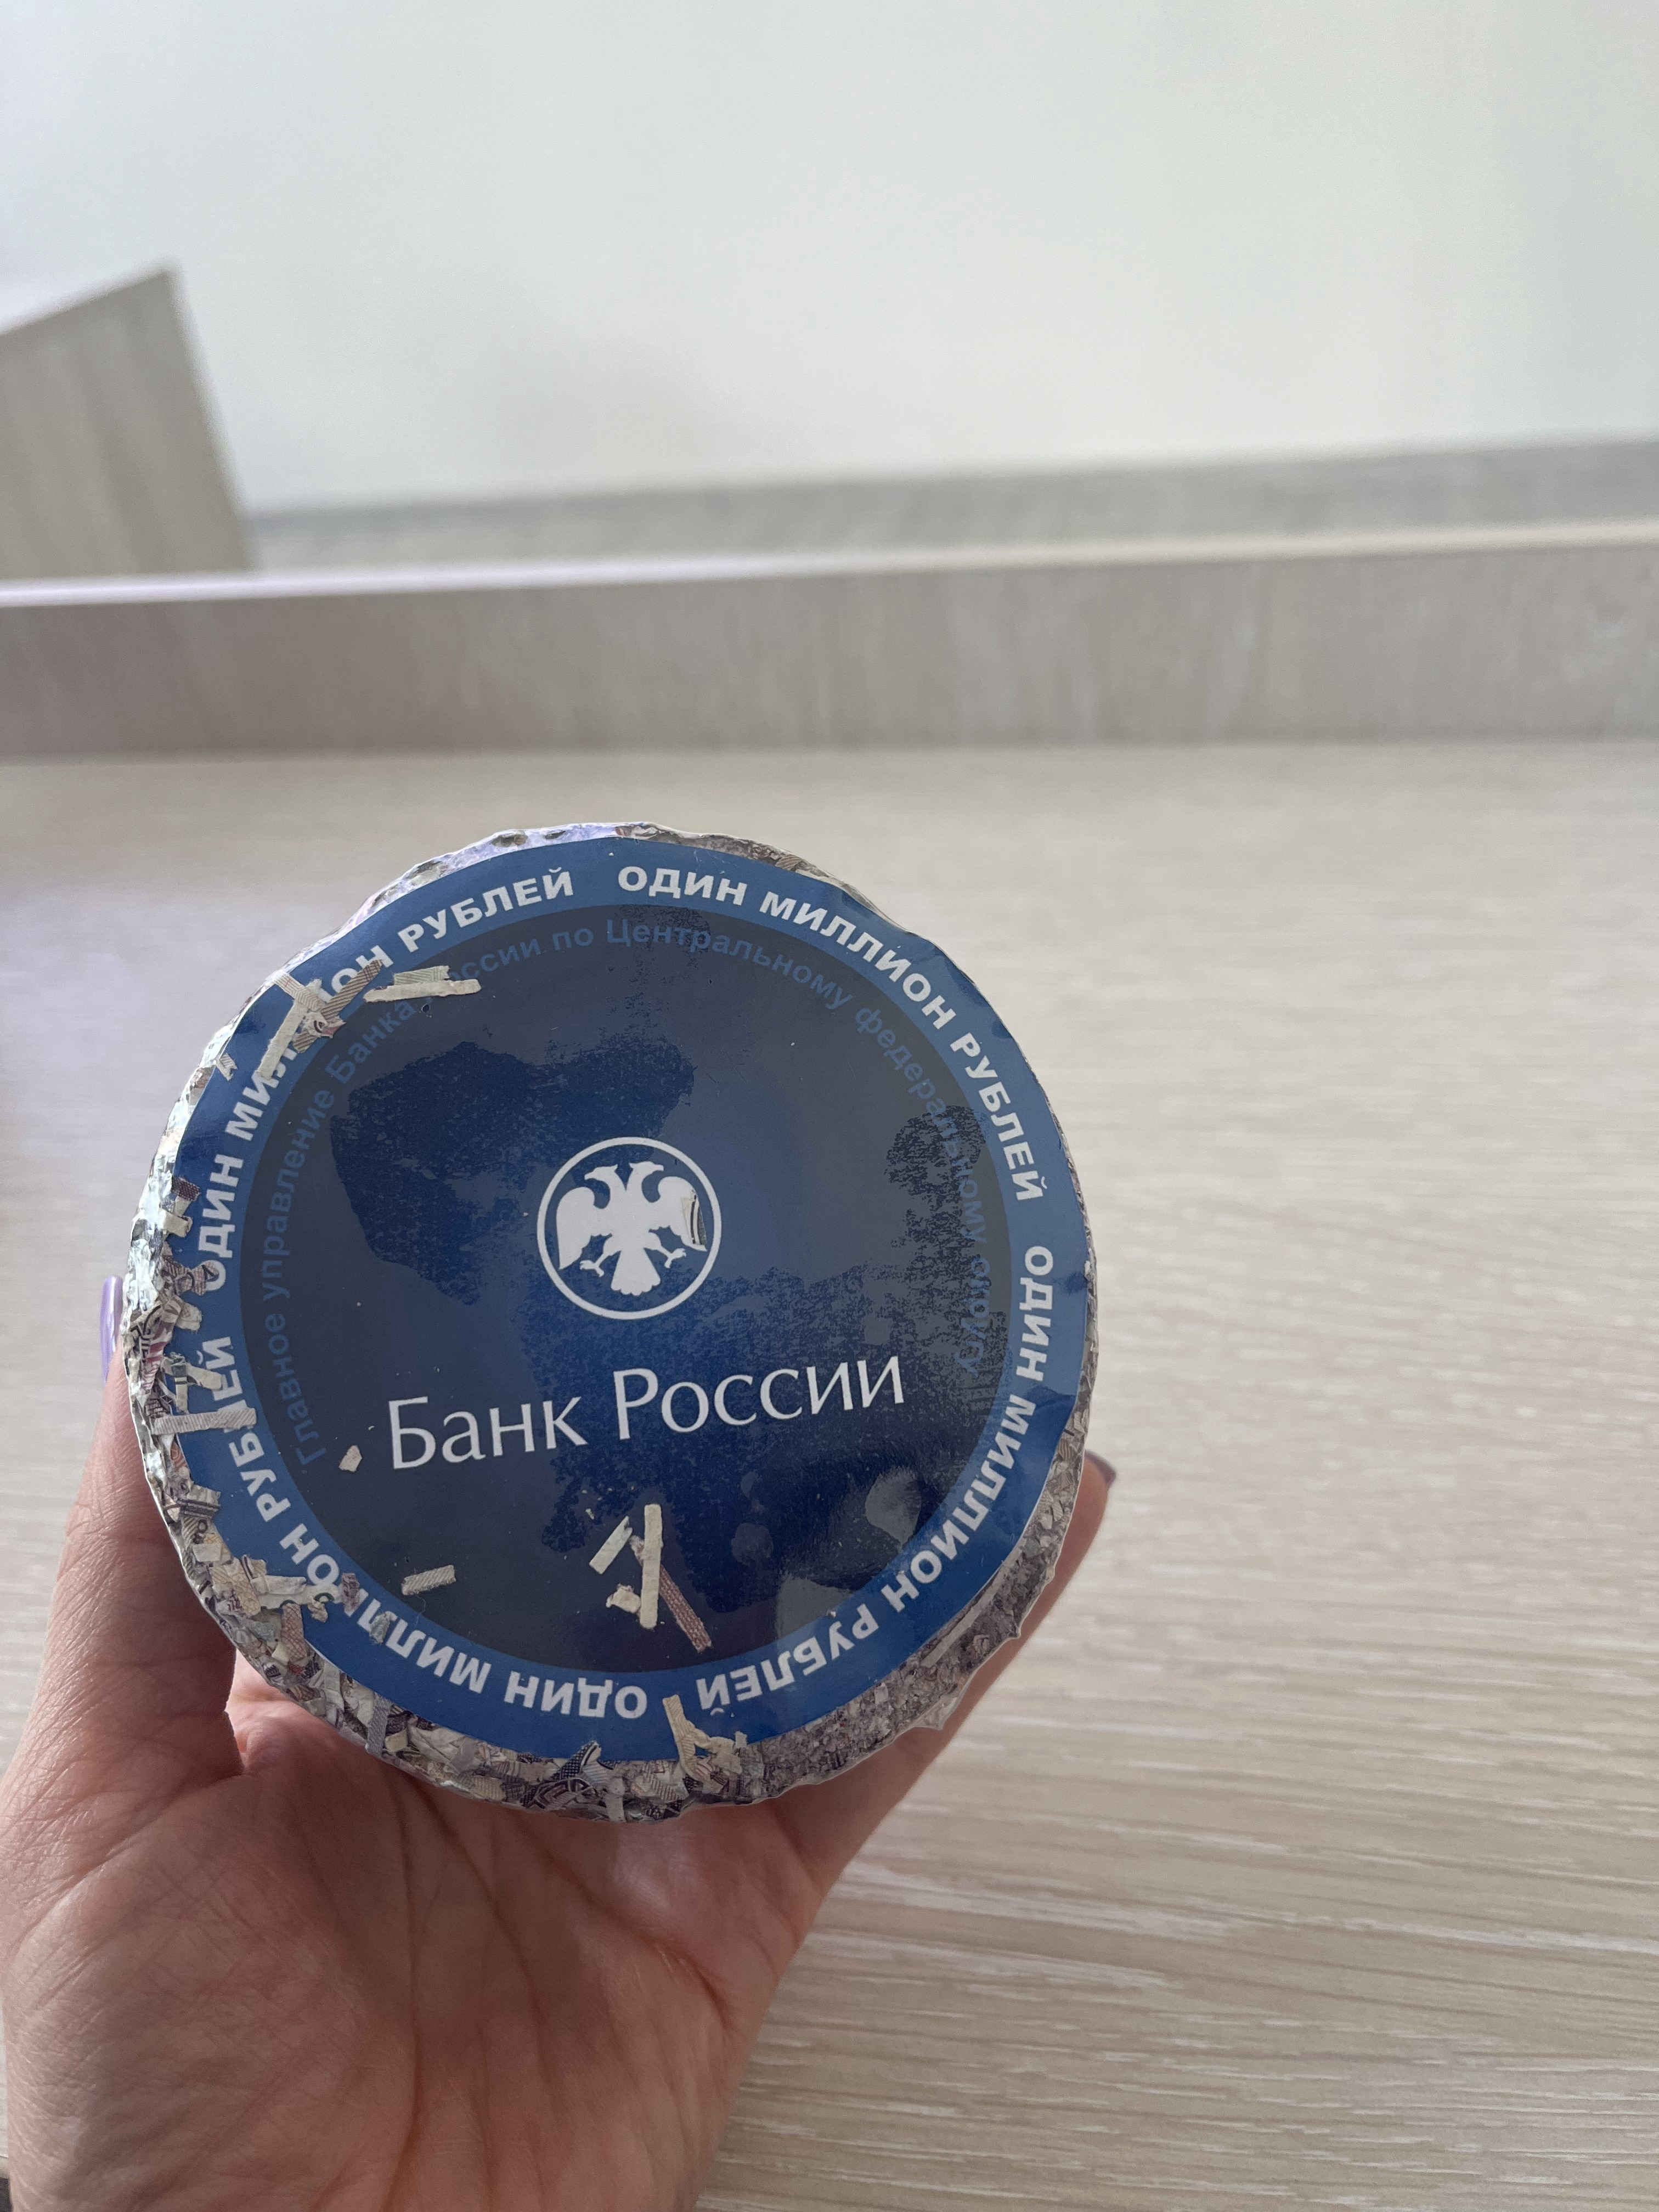 ОДИН МИЛЛИОН РУБЛЕЙ
ОДИН МИЛЛИОН РУБЛЕЙ
ОДИН МИЛЛИОН РУБЛЕЙ
ОДИН МИЛЛИОН РУБЛЕЙ
Главное управление Банка России по Центральному федеральному округу
Банк России